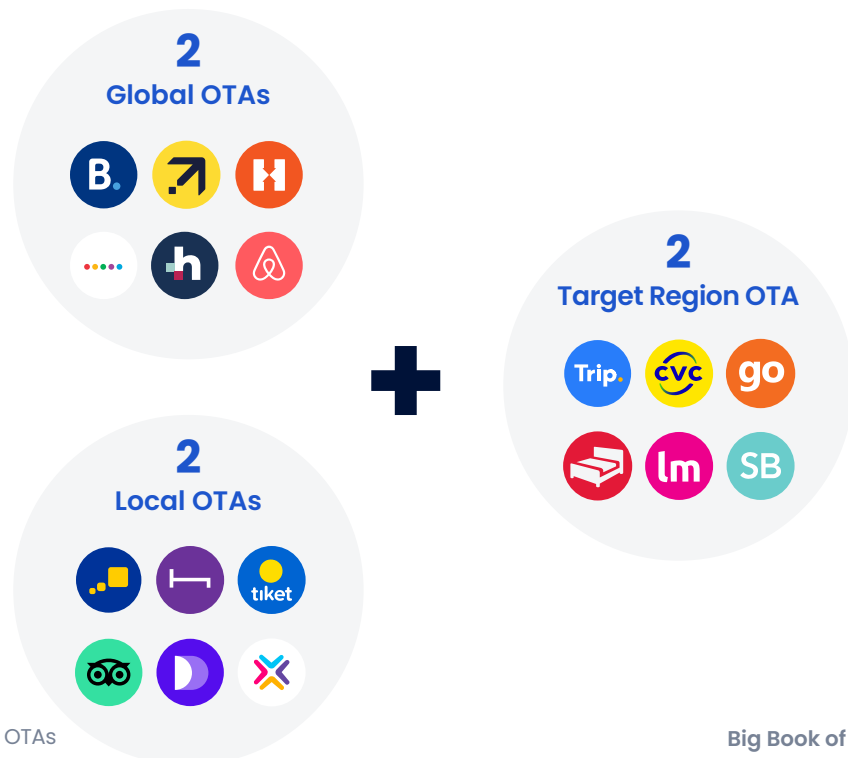 2
Global OTAs
B.
h
2
Target Region OTA
Trip.
cvc
go
lm
SB
2
Local OTAs
tıket
OTAs
Big Book of